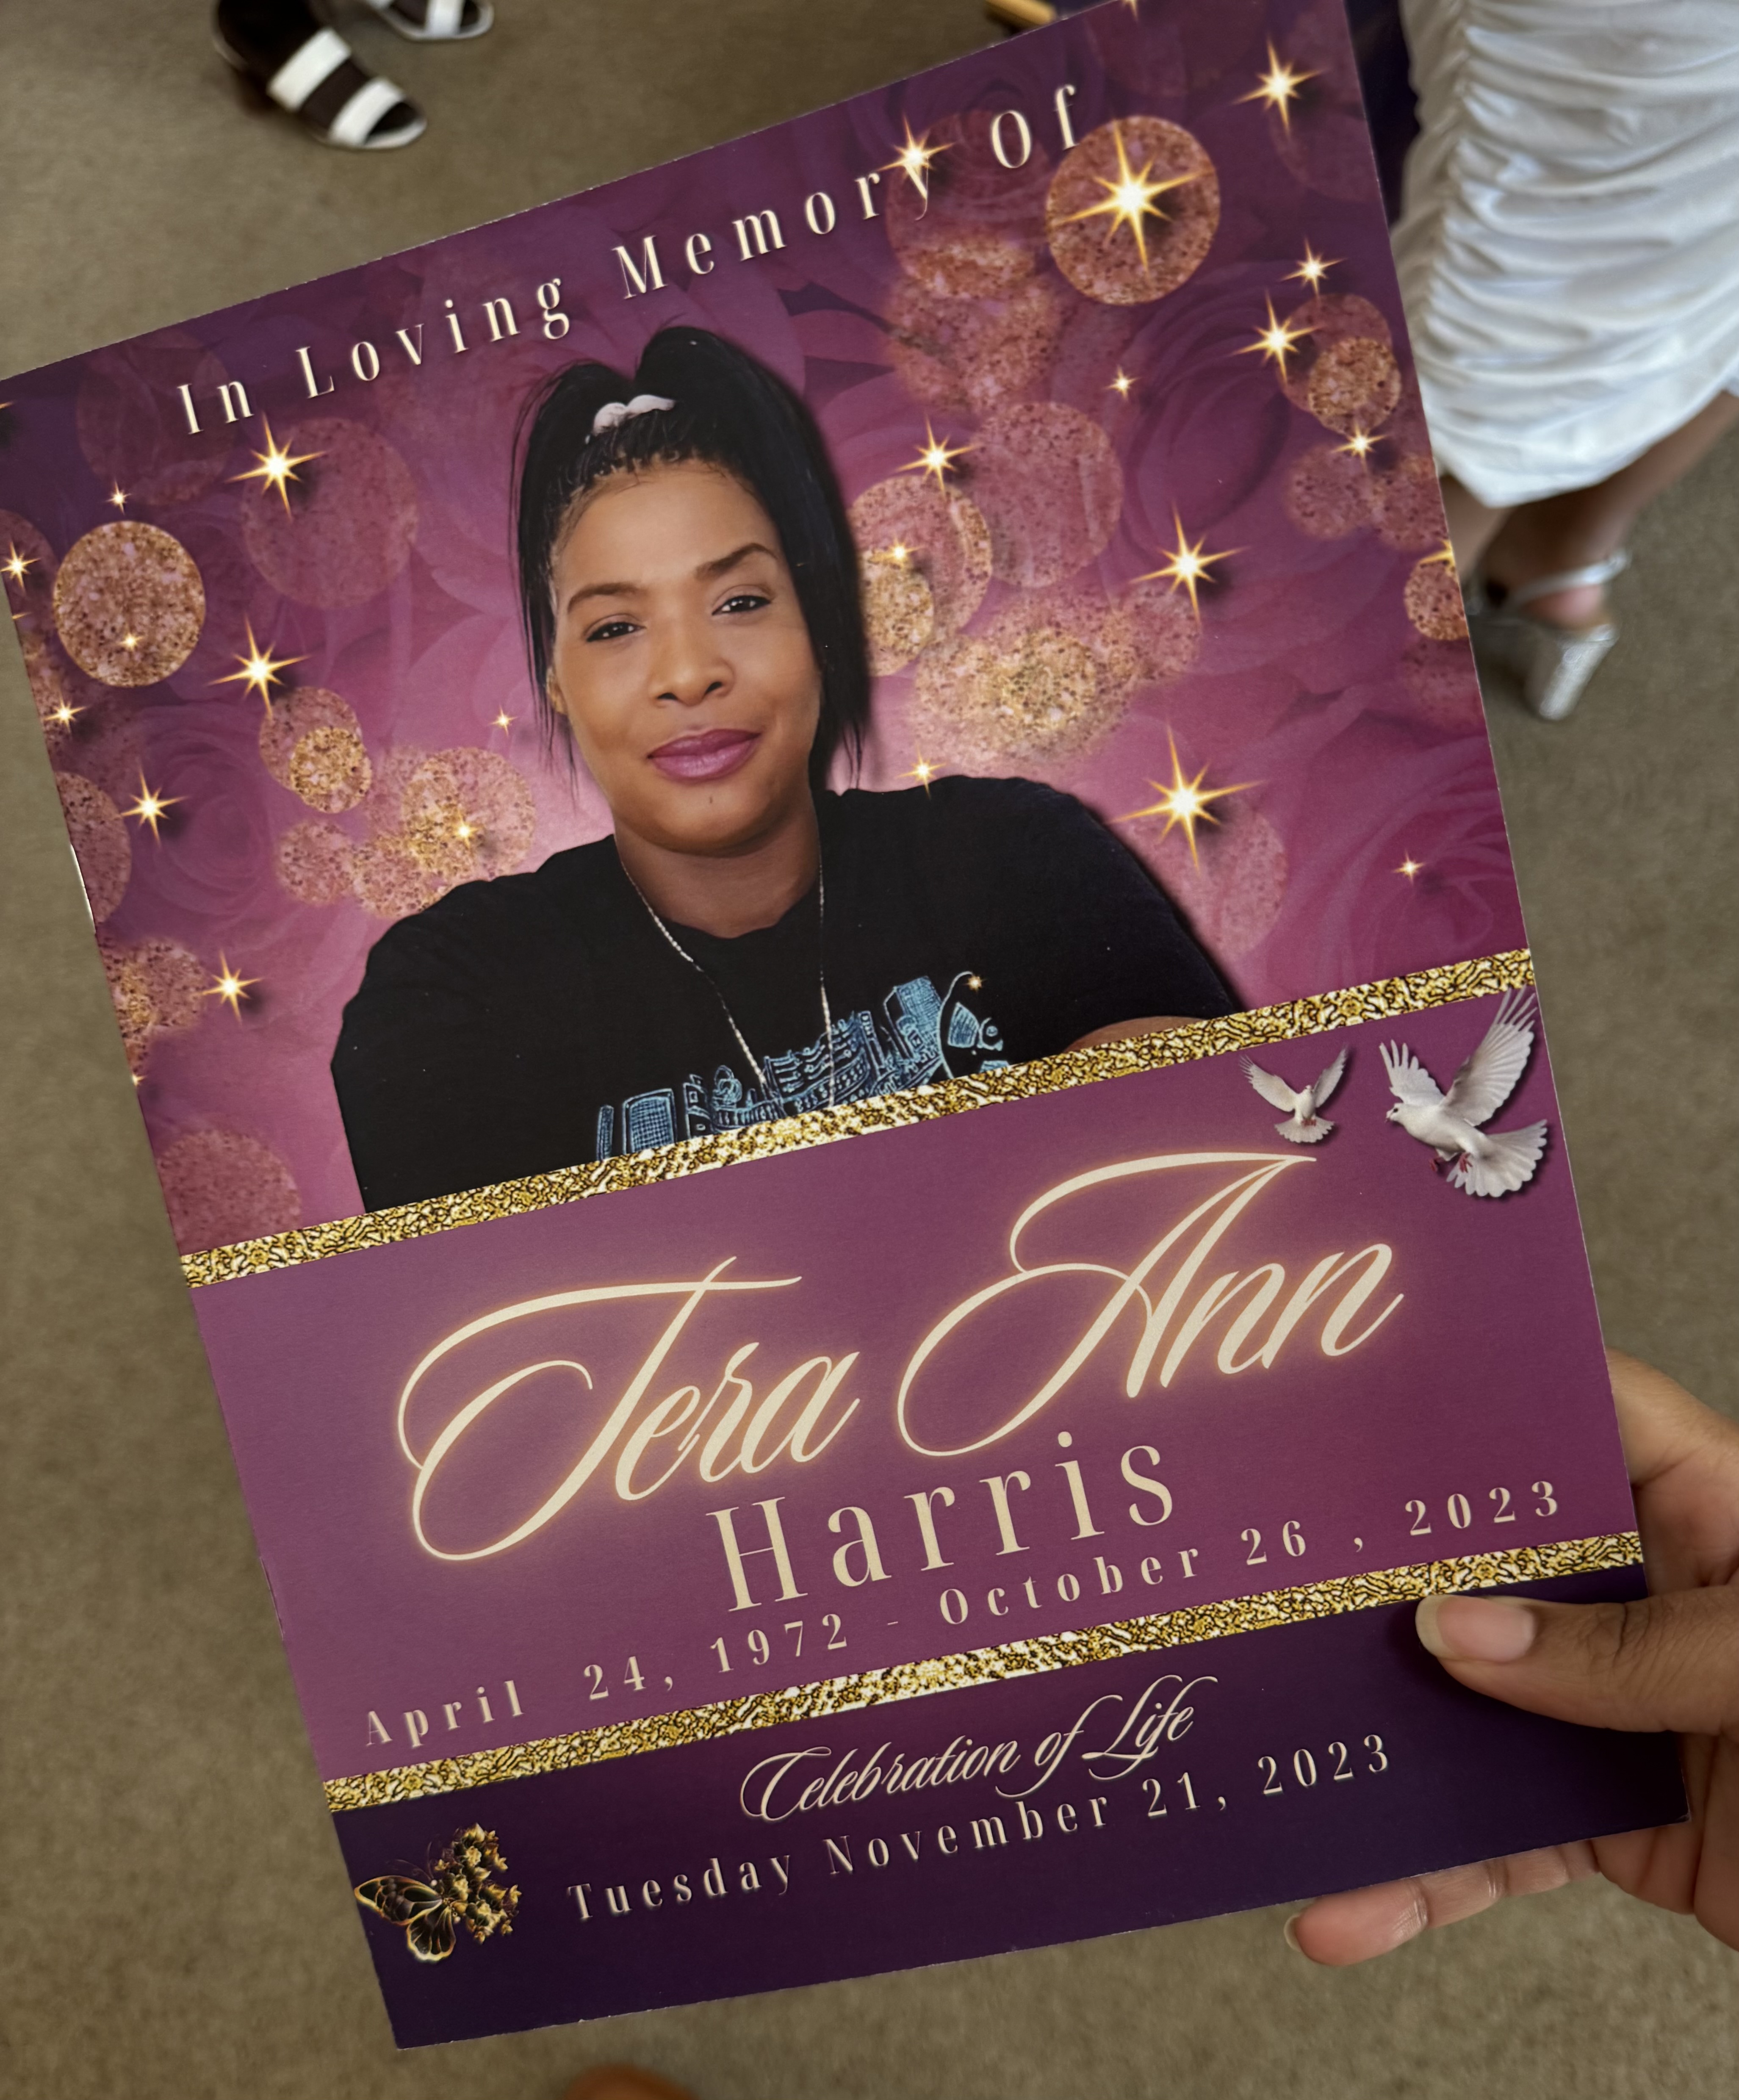 In Loving Memory Of
Tera Ann
Harris
April 24, 1972 - October 26 , 2023
Celebration of Life
Tuesday November 21, 2023